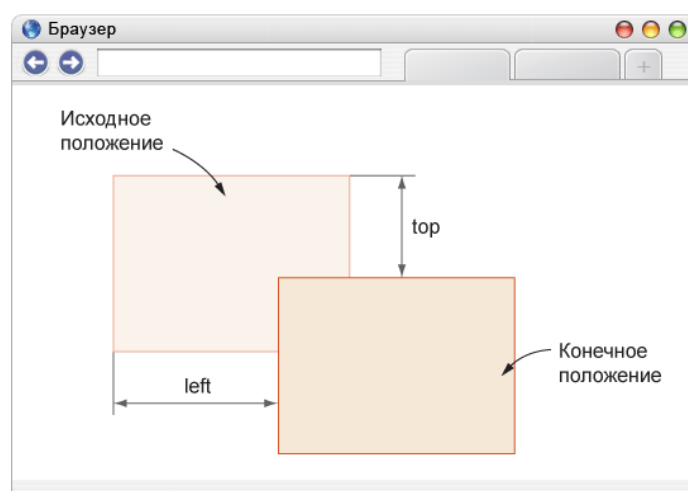 Браузер
+
Исходное
положение
top
Конечное
положение
left